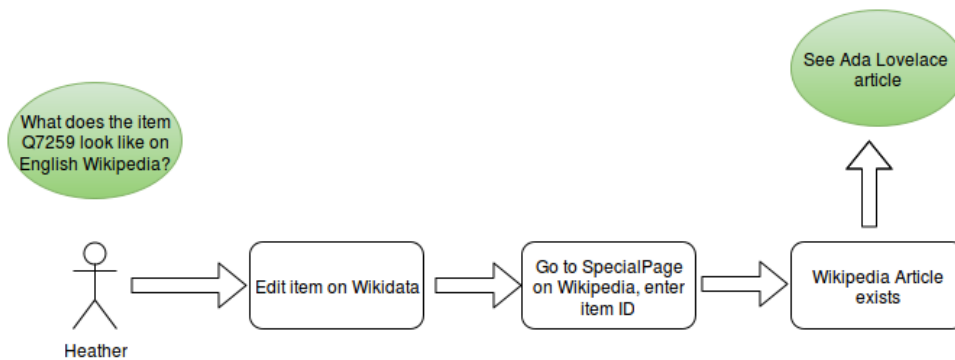 See Ada Lovelace
article
What does the item
Q7259 look like on
English Wikipedia?
Edit item on Wikidata
Go to SpecialPage
on Wikipedia, enter
item ID
Wikipedia Article
exists
Heather